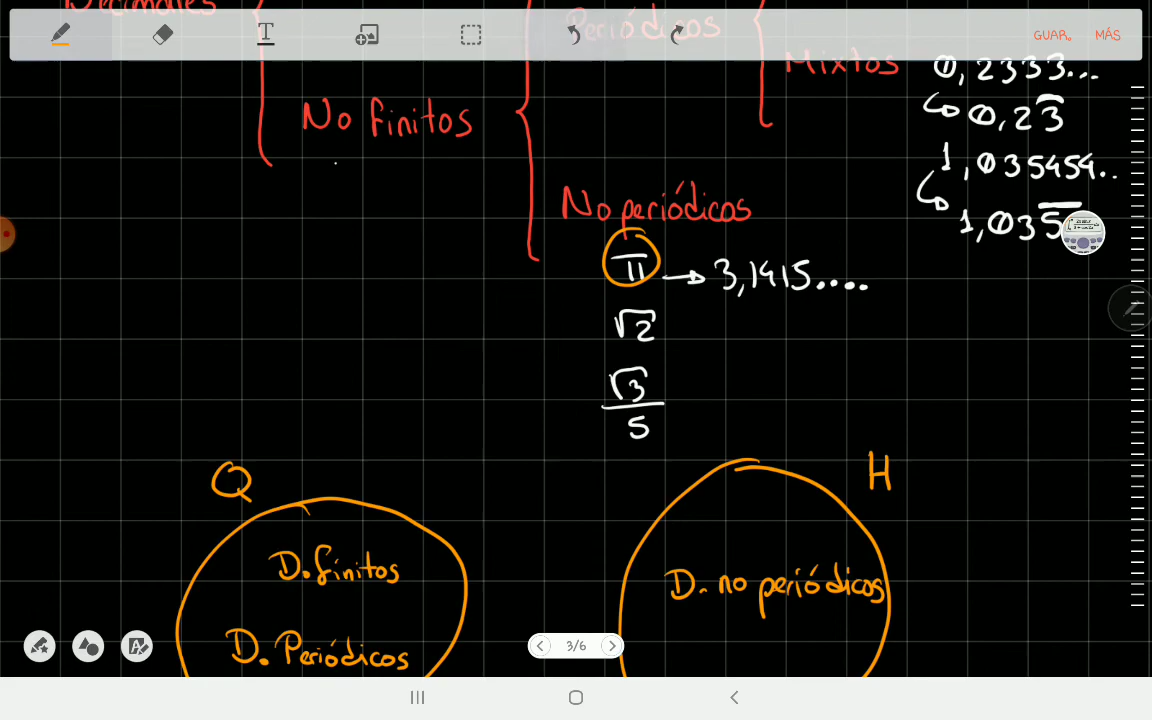 Decimales
GUAR.
MÁS
Periódicos
Mixtos
0,2333...
0,23̅
1,035454..
1,035
No finitos
No periódicos
π → 3,1415....
√2
√3
5
Q
H
D. finitos
D. Periódicos
D. no periódicos
3/6